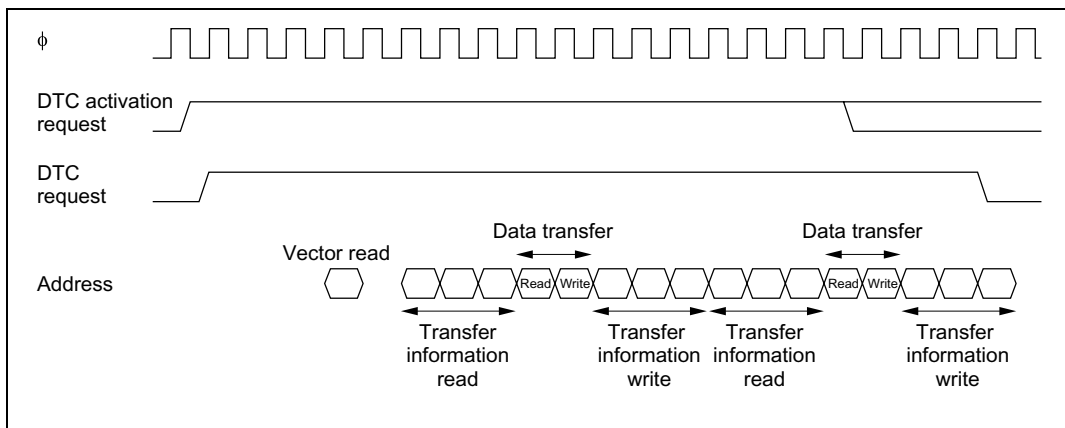 ϕ
DTC activation
request
DTC
request
Data transfer
Data transfer
Vector read
Address
Read
Write
Read
Write
Transfer
information
read
Transfer
information
write
Transfer
information
read
Transfer
information
write